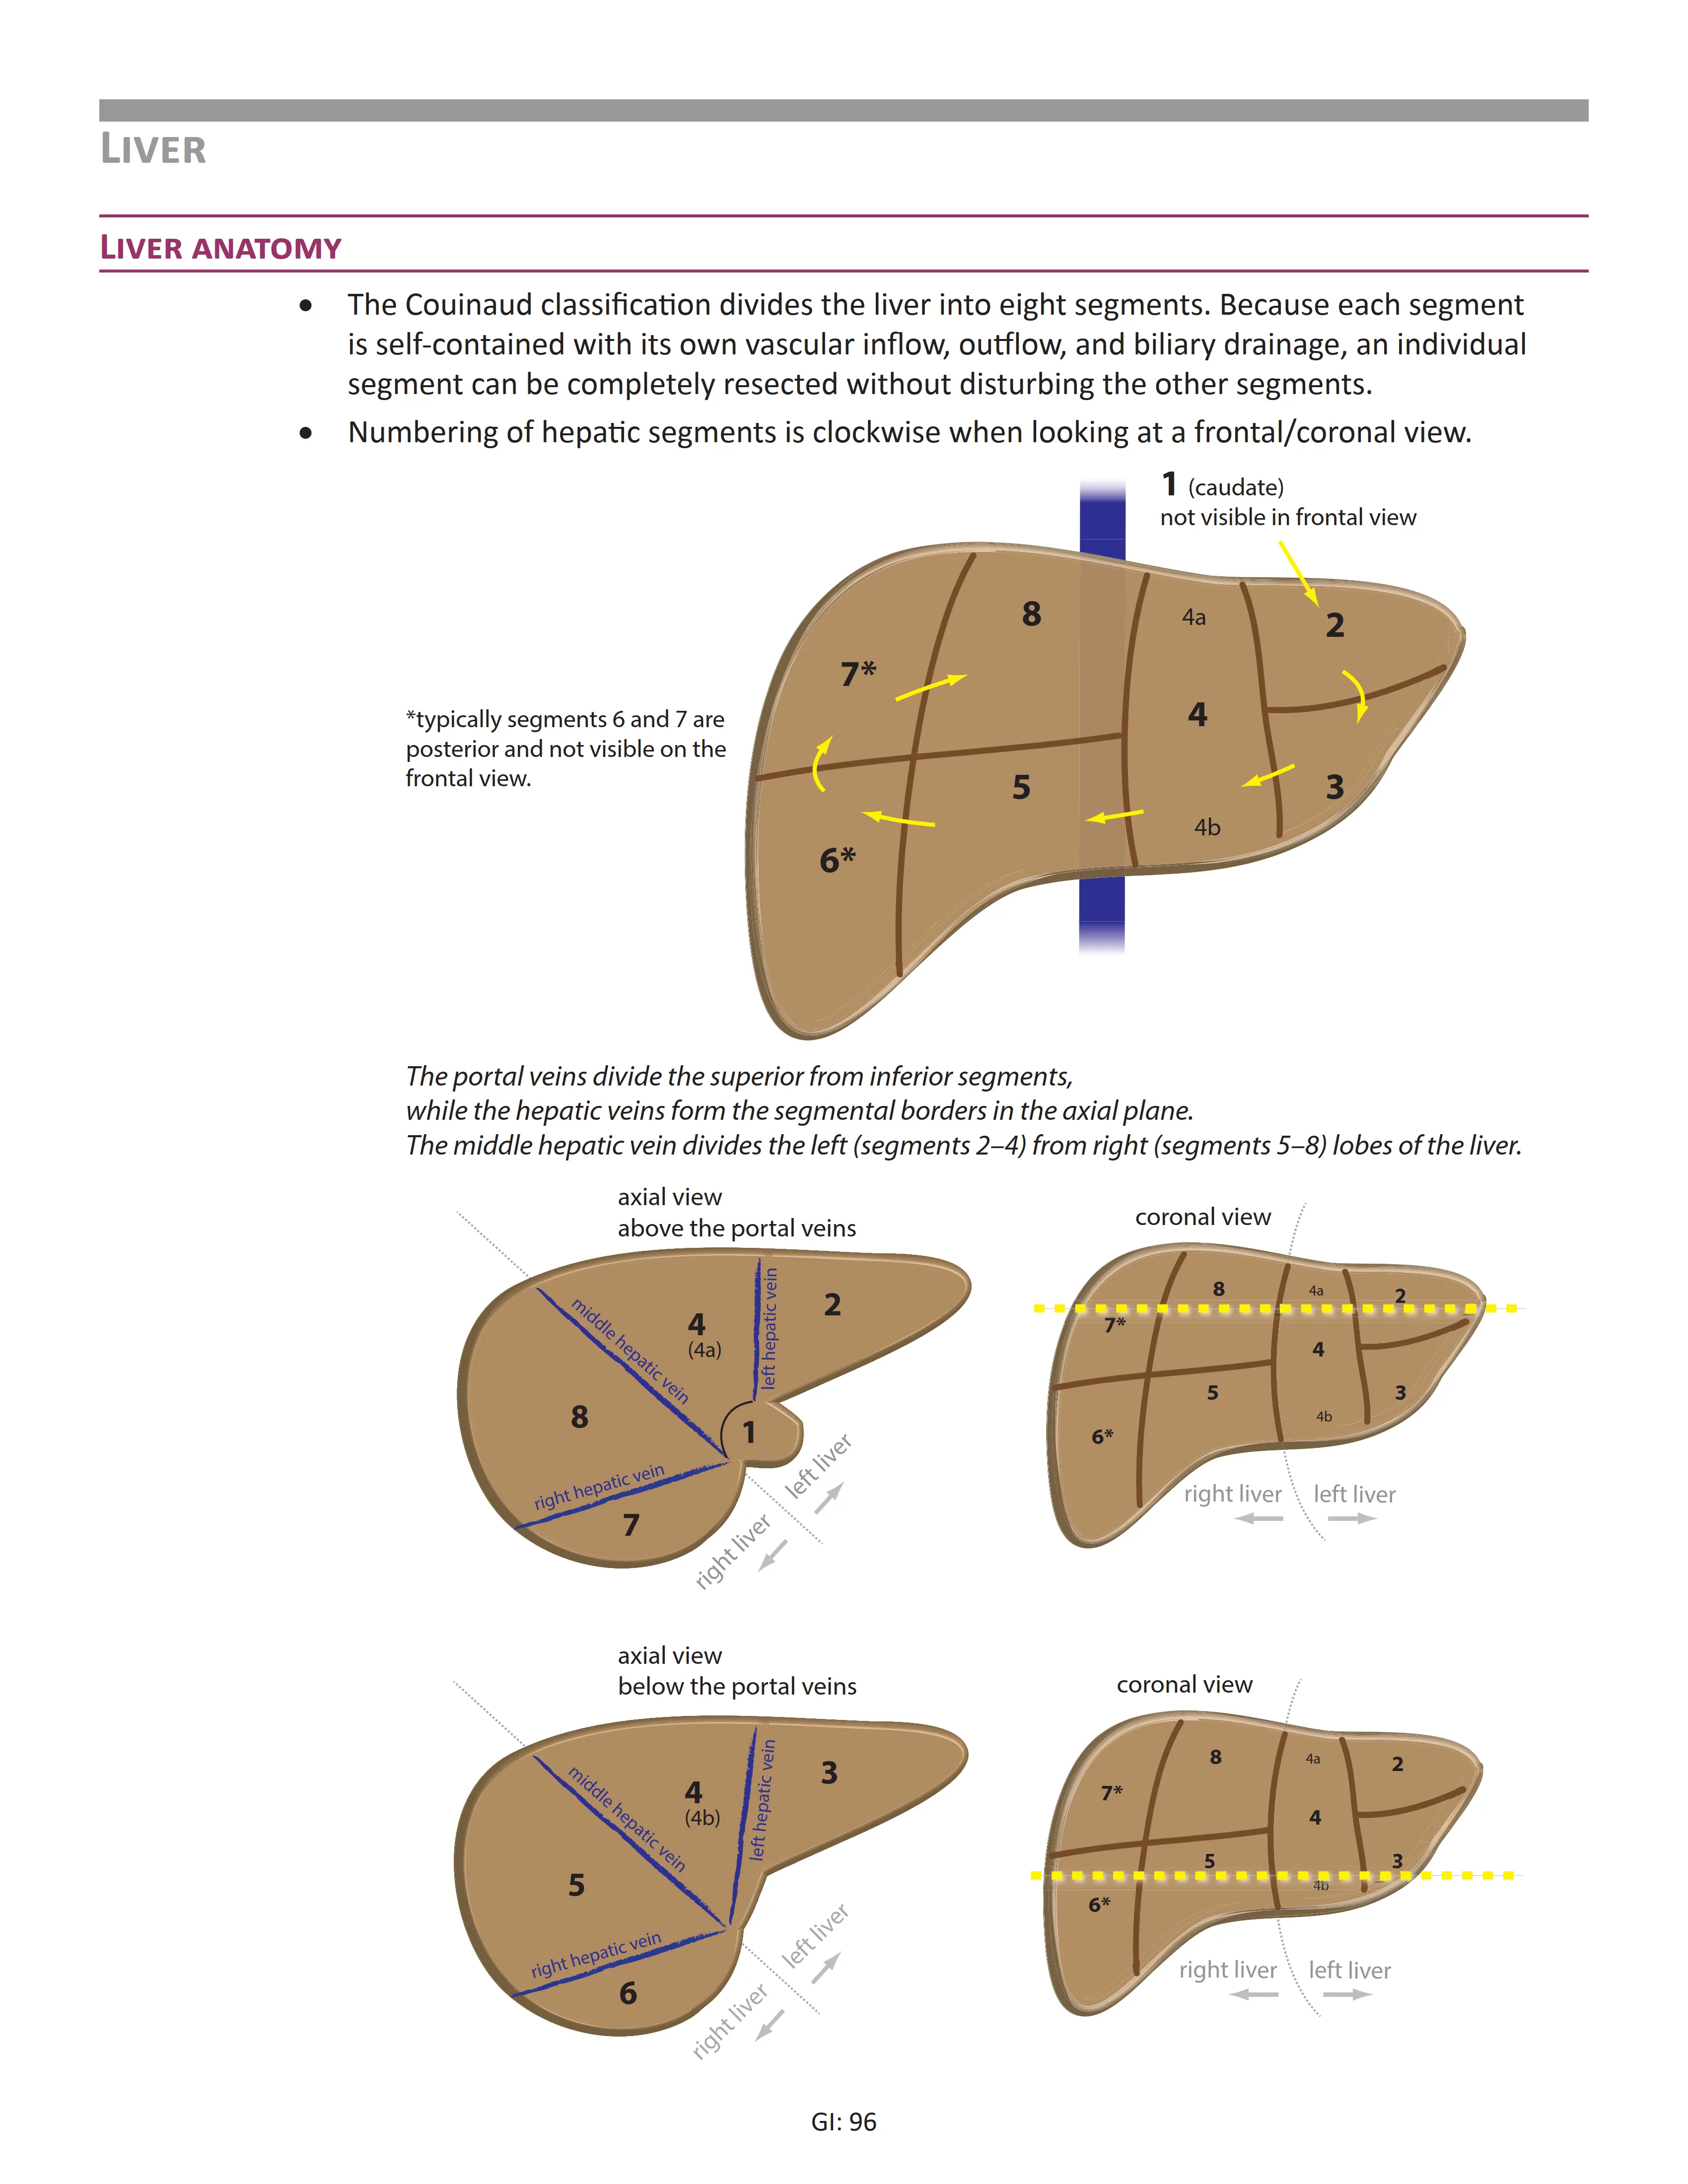 LIVER
LIVER ANATOMY
• The Couinaud classification divides the liver into eight segments. Because each segment
is self-contained with its own vascular inflow, outflow, and biliary drainage, an individual
segment can be completely resected without disturbing the other segments.
• Numbering of hepatic segments is clockwise when looking at a frontal/coronal view.
1 (caudate)
not visible in frontal view
8
4a
2
7*
4
*typically segments 6 and 7 are
posterior and not visible on the
frontal view.
5
3
4b
6*
The portal veins divide the superior from inferior segments,
while the hepatic veins form the segmental borders in the axial plane.
The middle hepatic vein divides the left (segments 2–4) from right (segments 5–8) lobes of the liver.
axial view
above the portal veins
middle hepatic vein
4
(4a)
left hepatic vein
2
8
1
right hepatic vein
7
left liver
right liver
coronal view
8
4a
2
7*
4
5
3
4b
6*
right liver
left liver
axial view
below the portal veins
middle hepatic vein
4
(4b)
left hepatic vein
3
5
right hepatic vein
6
left liver
right liver
coronal view
8
4a
2
7*
4
5
3
4b
6*
right liver
left liver
GI: 96